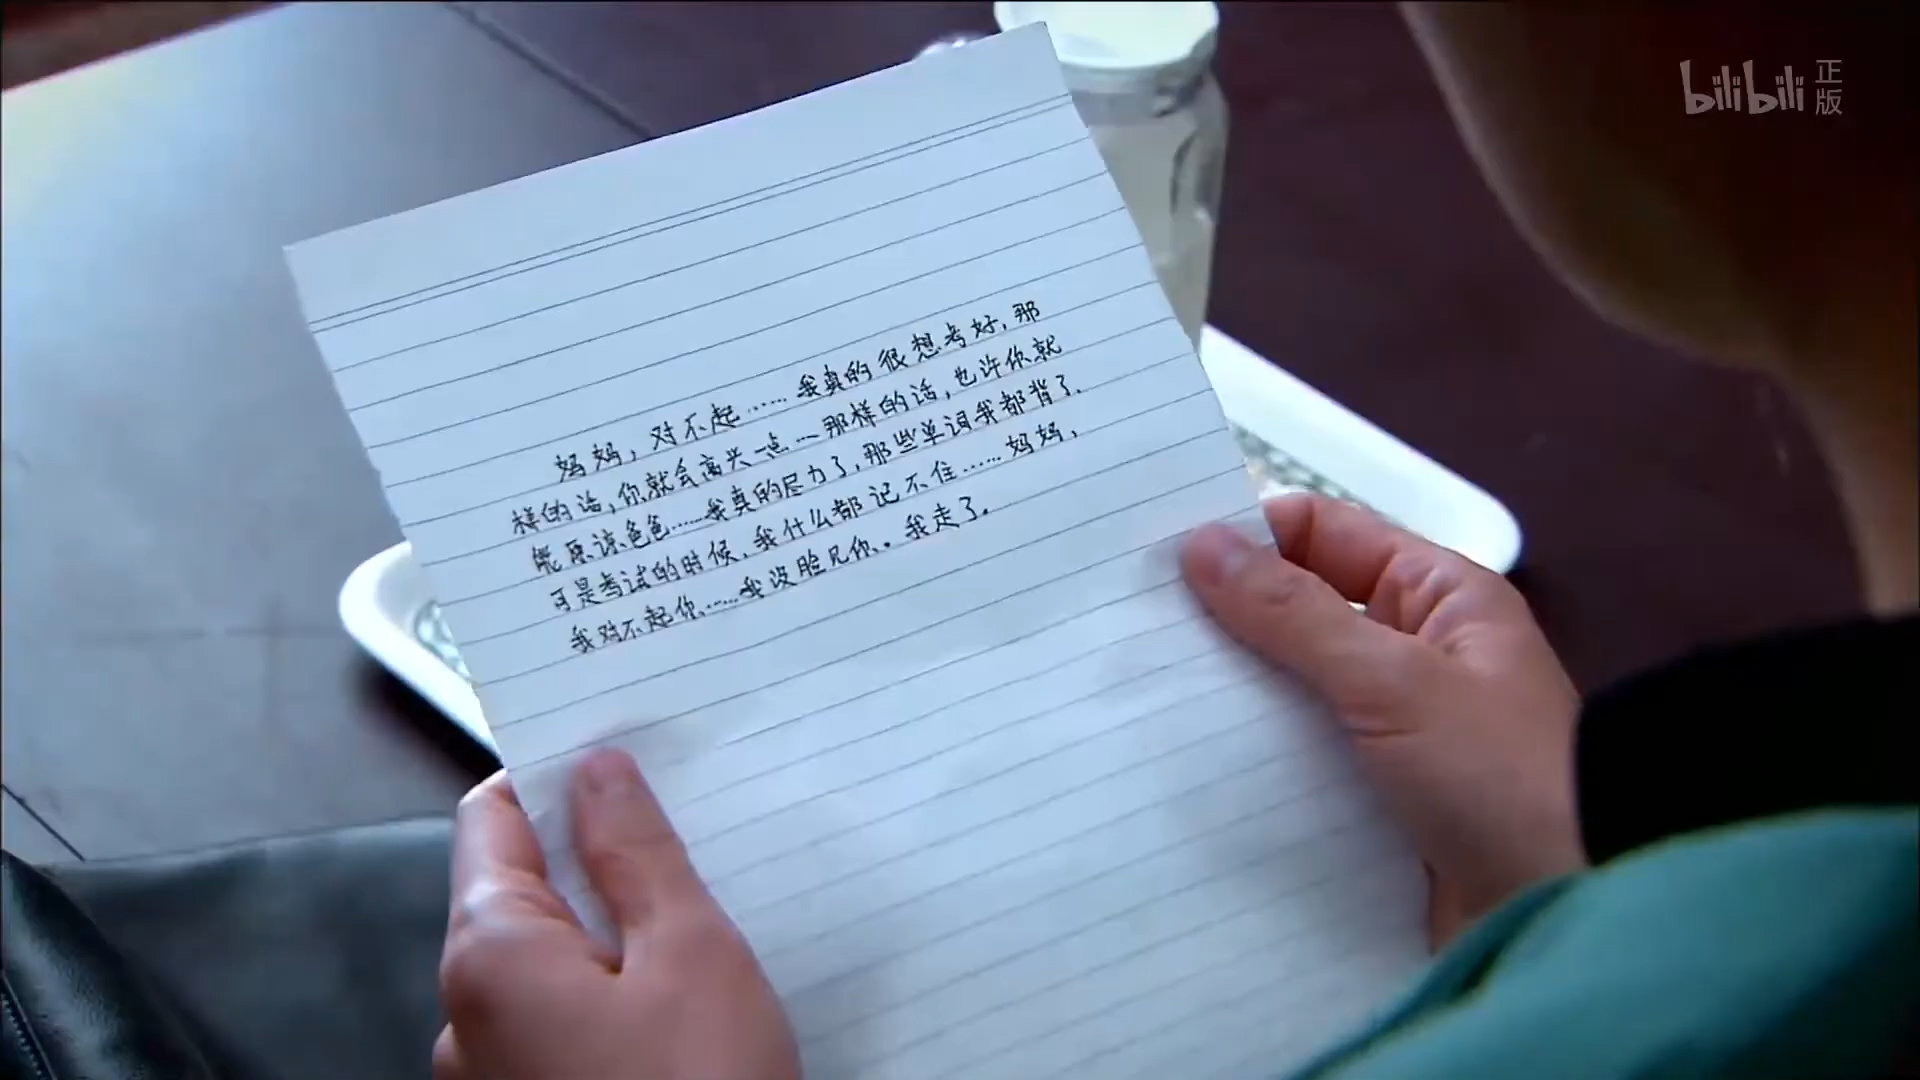 bilibili 正版
妈妈，对不起……我真的很想考好，那
样的话，你就会高兴一点…那样的话，也许你就
能原谅爸爸……我真的尽力了，那些单词我都背了.
可是考试的时候，我什么都记不住……妈妈，
我对不起你……我没脸见你。我走了。